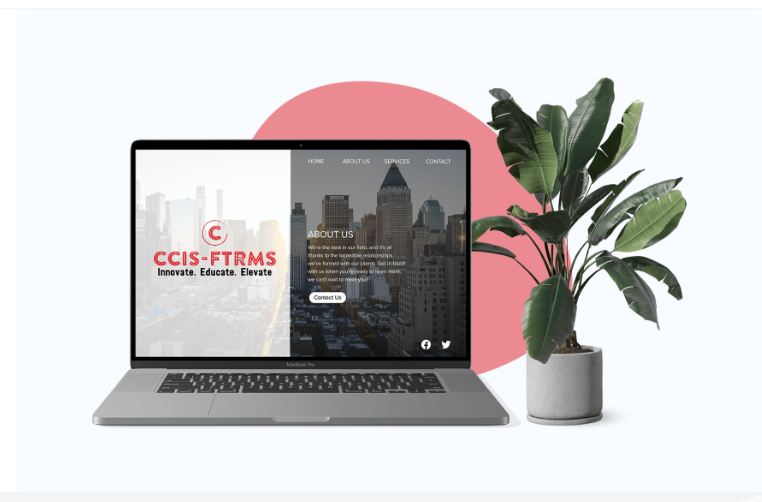 HOME ABOUT US SERVICES CONTACT
C
CCIS-FTRMS
Innovate. Educate. Elevate
ABOUT US
We're the best in our field, and it's all
thanks to the incredible relationships
we've formed with our clients. Get in touch
with us when you're ready to learn more,
we can't wait to meet you!
Contact Us
MacBook Pro